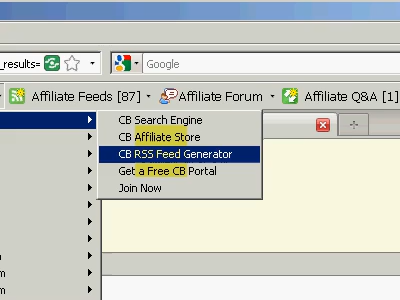 _results=
Google
Affiliate Feeds [87]
Affiliate Forum
Affiliate Q&A [1]
CB Search Engine
CB Affiliate Store
CB RSS Feed Generator
Get a Free CB Portal
Join Now
m
m